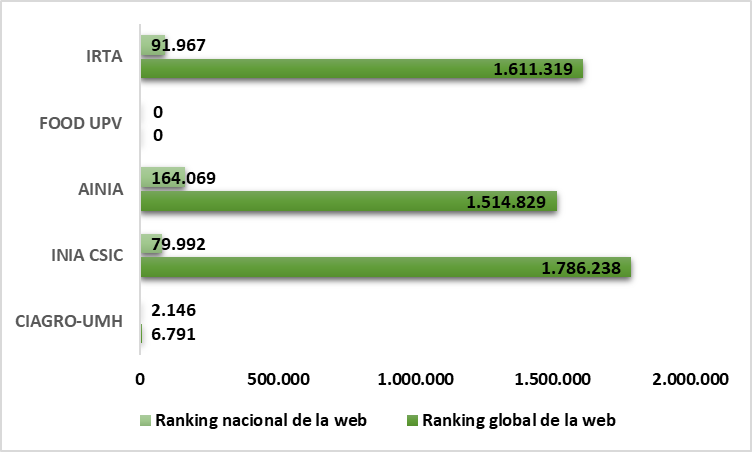 91.967
IRTA
1.611.319
0
FOOD UPV
0
164.069
AINIA
1.514.829
79.992
INIA CSIC
1.786.238
2.146
CIAGRO-UMH
6.791
0 500.000 1.000.000 1.500.000 2.000.000
Ranking nacional de la web Ranking global de la web